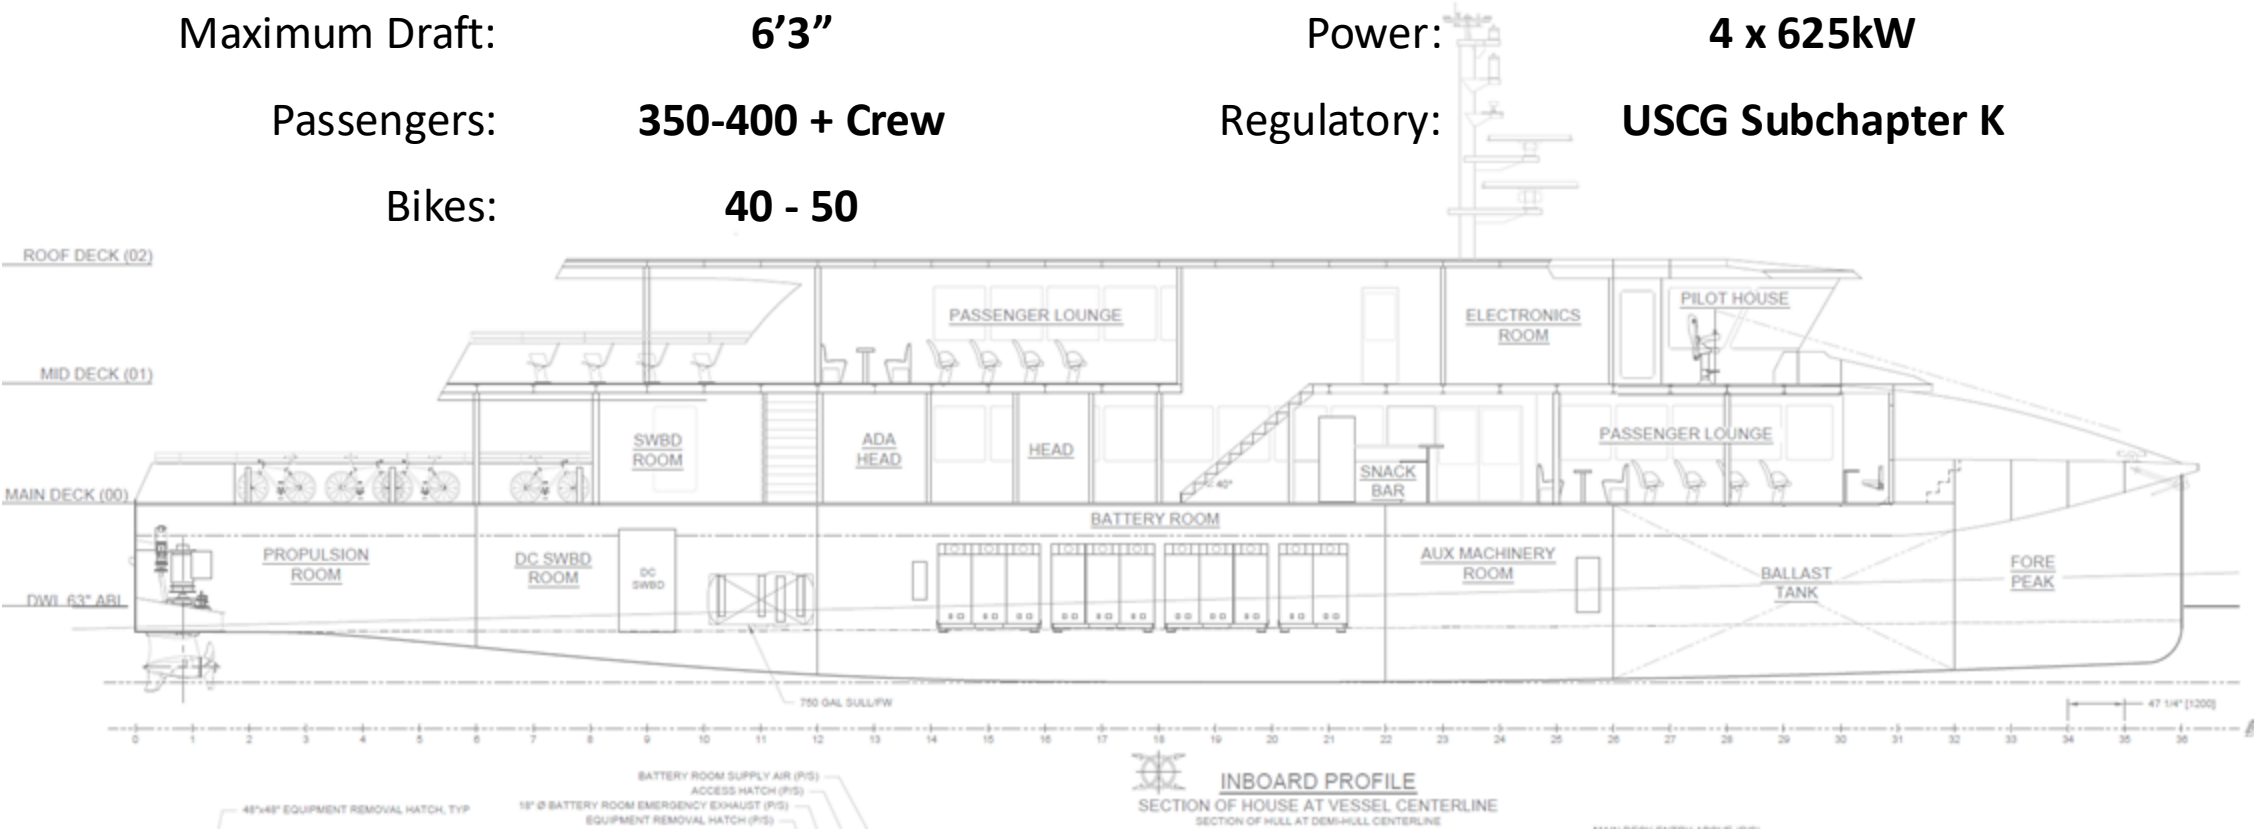 Maximum Draft: 6’3” Power: 4 x 625kW
Passengers: 350-400 + Crew Regulatory: USCG Subchapter K
Bikes: 40 - 50
ROOF DECK (02)
PASSENGER LOUNGE
ELECTRONICS
ROOM
PILOT HOUSE
MID DECK (01)
SWBD
ROOM
ADA
HEAD
HEAD
40°
SNACK
BAR
PASSENGER LOUNGE
MAIN DECK (00)
BATTERY ROOM
PROPULSION
ROOM
DC SWBD
ROOM
DC
SWBD
AUX MACHINERY
ROOM
BALLAST
TANK
FORE
PEAK
DWL 63" ABL
750 GAL SULL/FW
47 1/4" [1200]
0 1 2 3 4 5 6 7 8 9 10 11 12 13 14 15 16 17 18 19 20 21 22 23 24 25 26 27 28 29 30 31 32 33 34 35 36
INBOARD PROFILE
SECTION OF HOUSE AT VESSEL CENTERLINE
SECTION OF HULL AT DEMI-HULL CENTERLINE
BATTERY ROOM SUPPLY AIR (P/S)
ACCESS HATCH (P/S)
48"x48" EQUIPMENT REMOVAL HATCH, TYP
18" Ø BATTERY ROOM EMERGENCY EXHAUST (P/S)
EQUIPMENT REMOVAL HATCH (P/S)